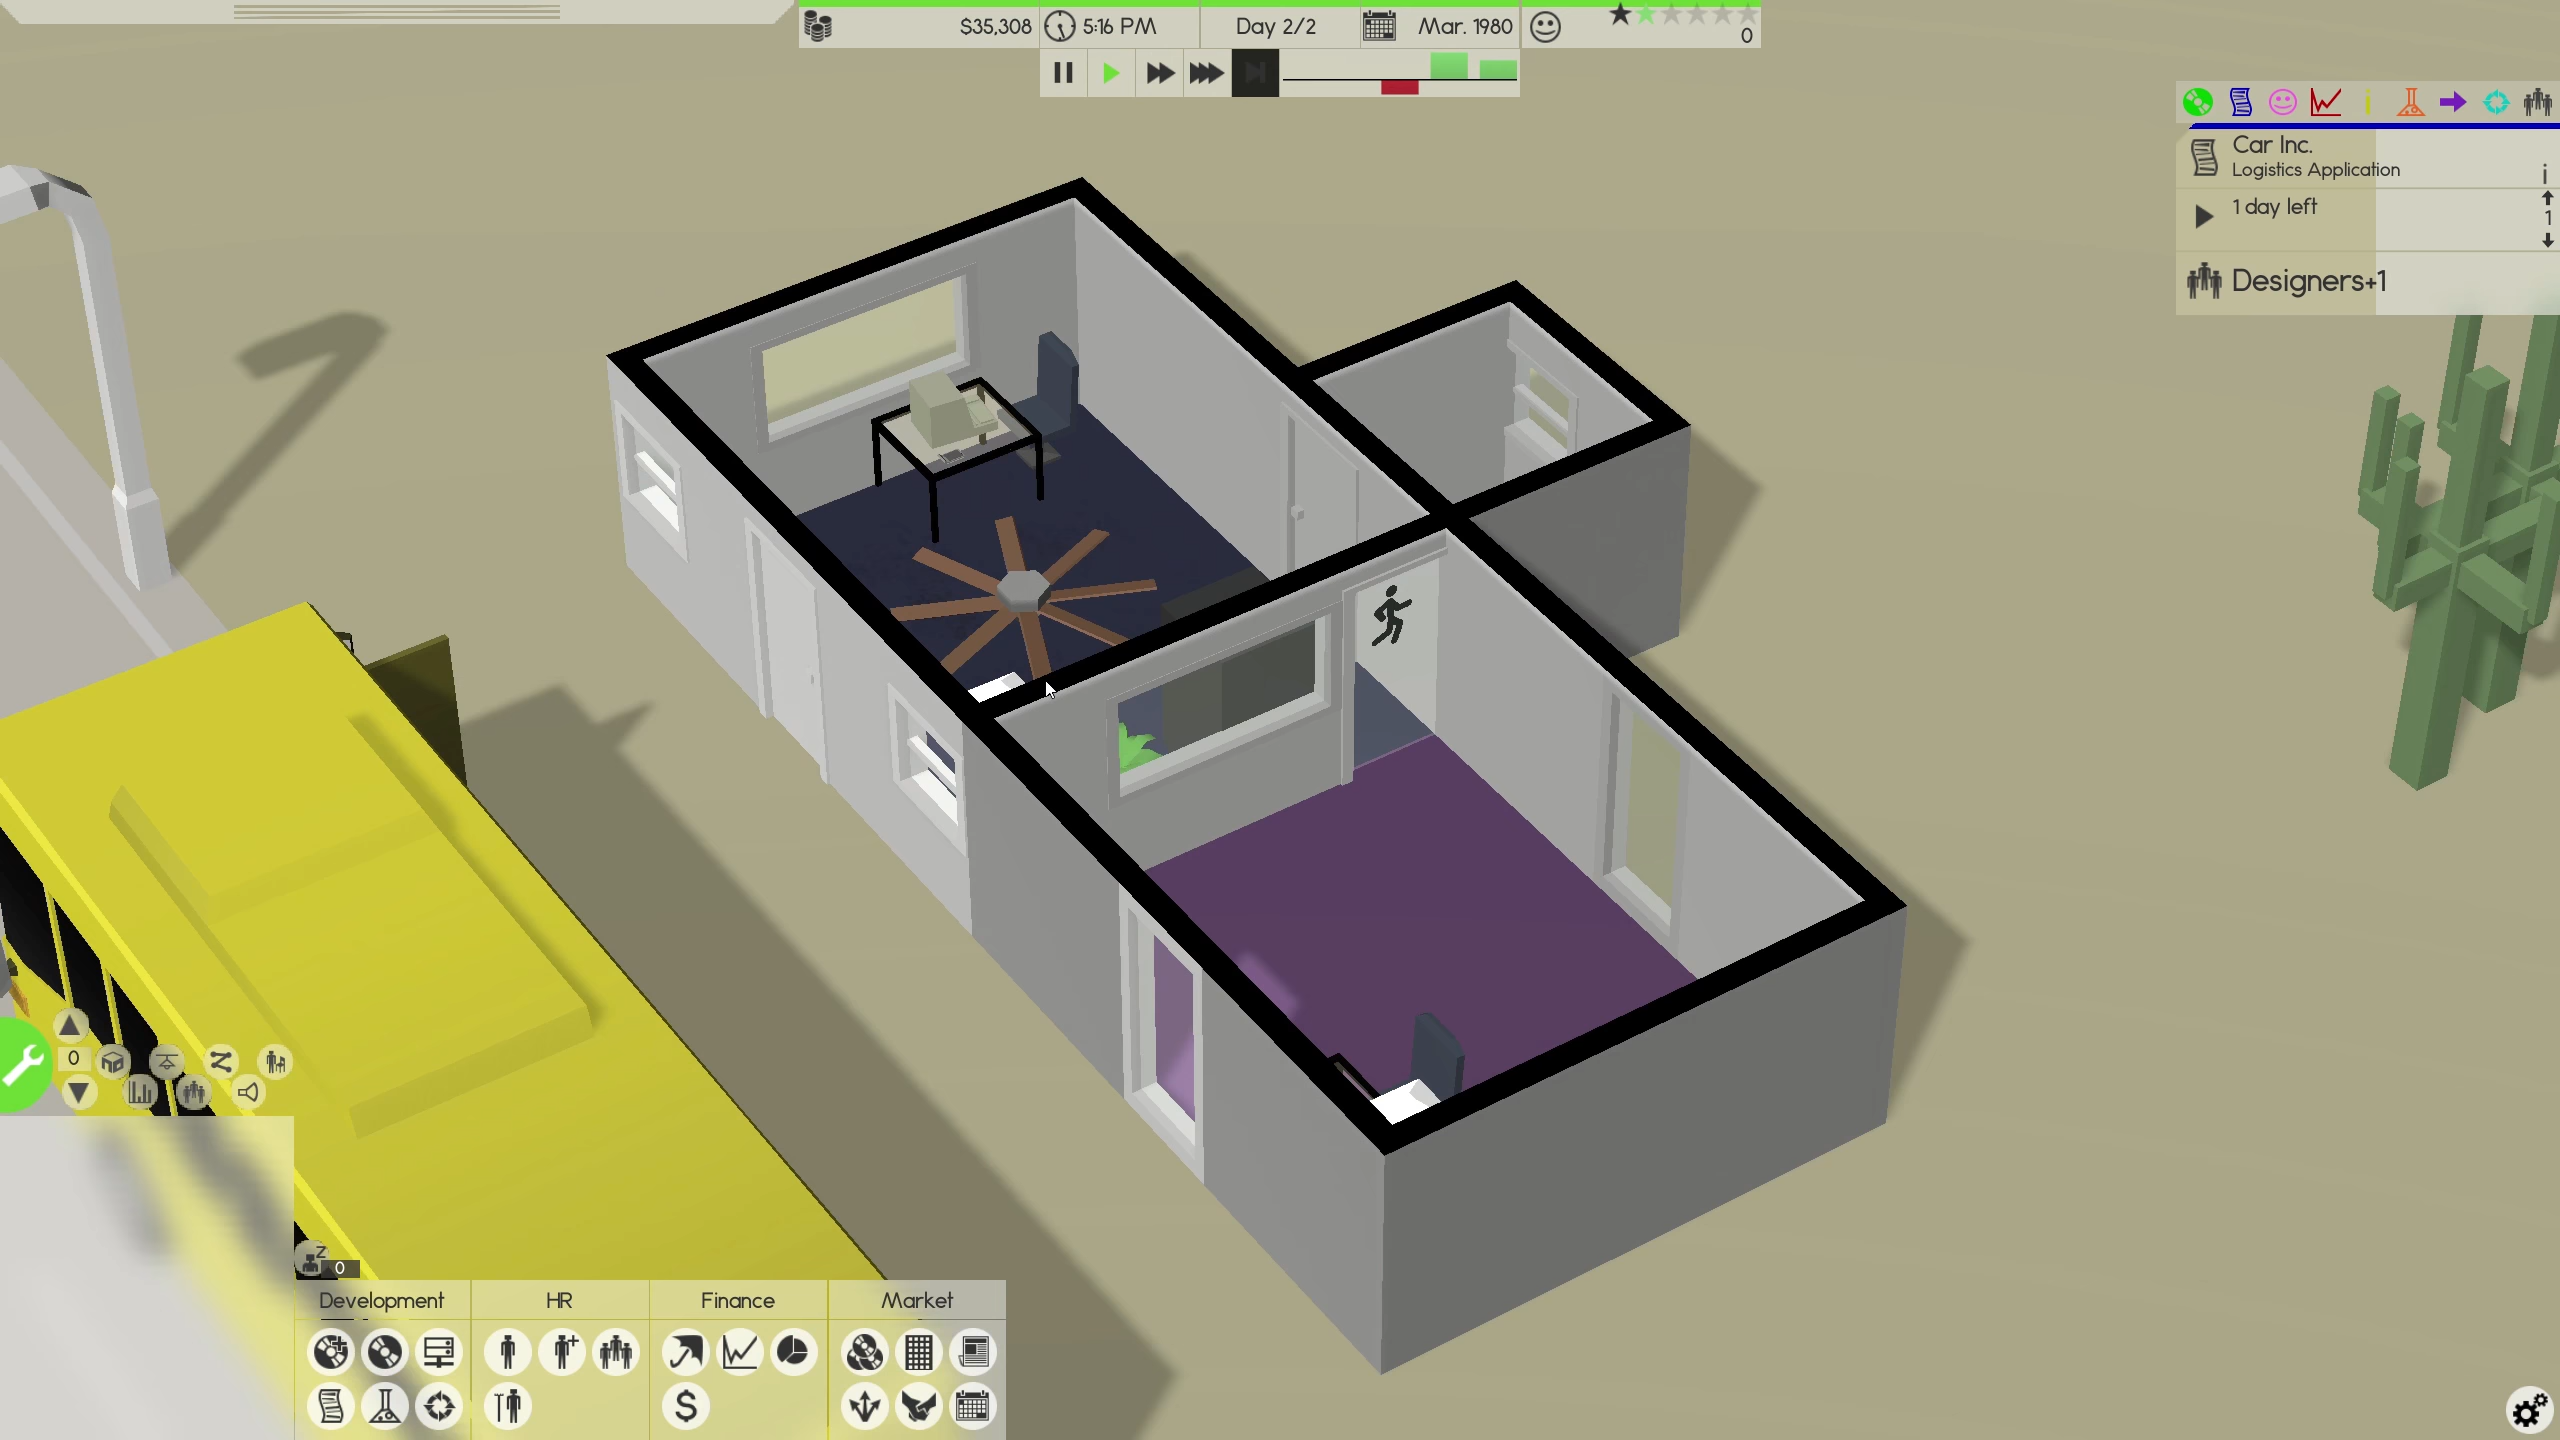 $35,308
5:16 PM
Day 2/2
Mar. 1980
0
Car Inc.
Logistics Application
i
1 day left
1
Designers+1
0
Z
0
Development
HR
Finance
Market